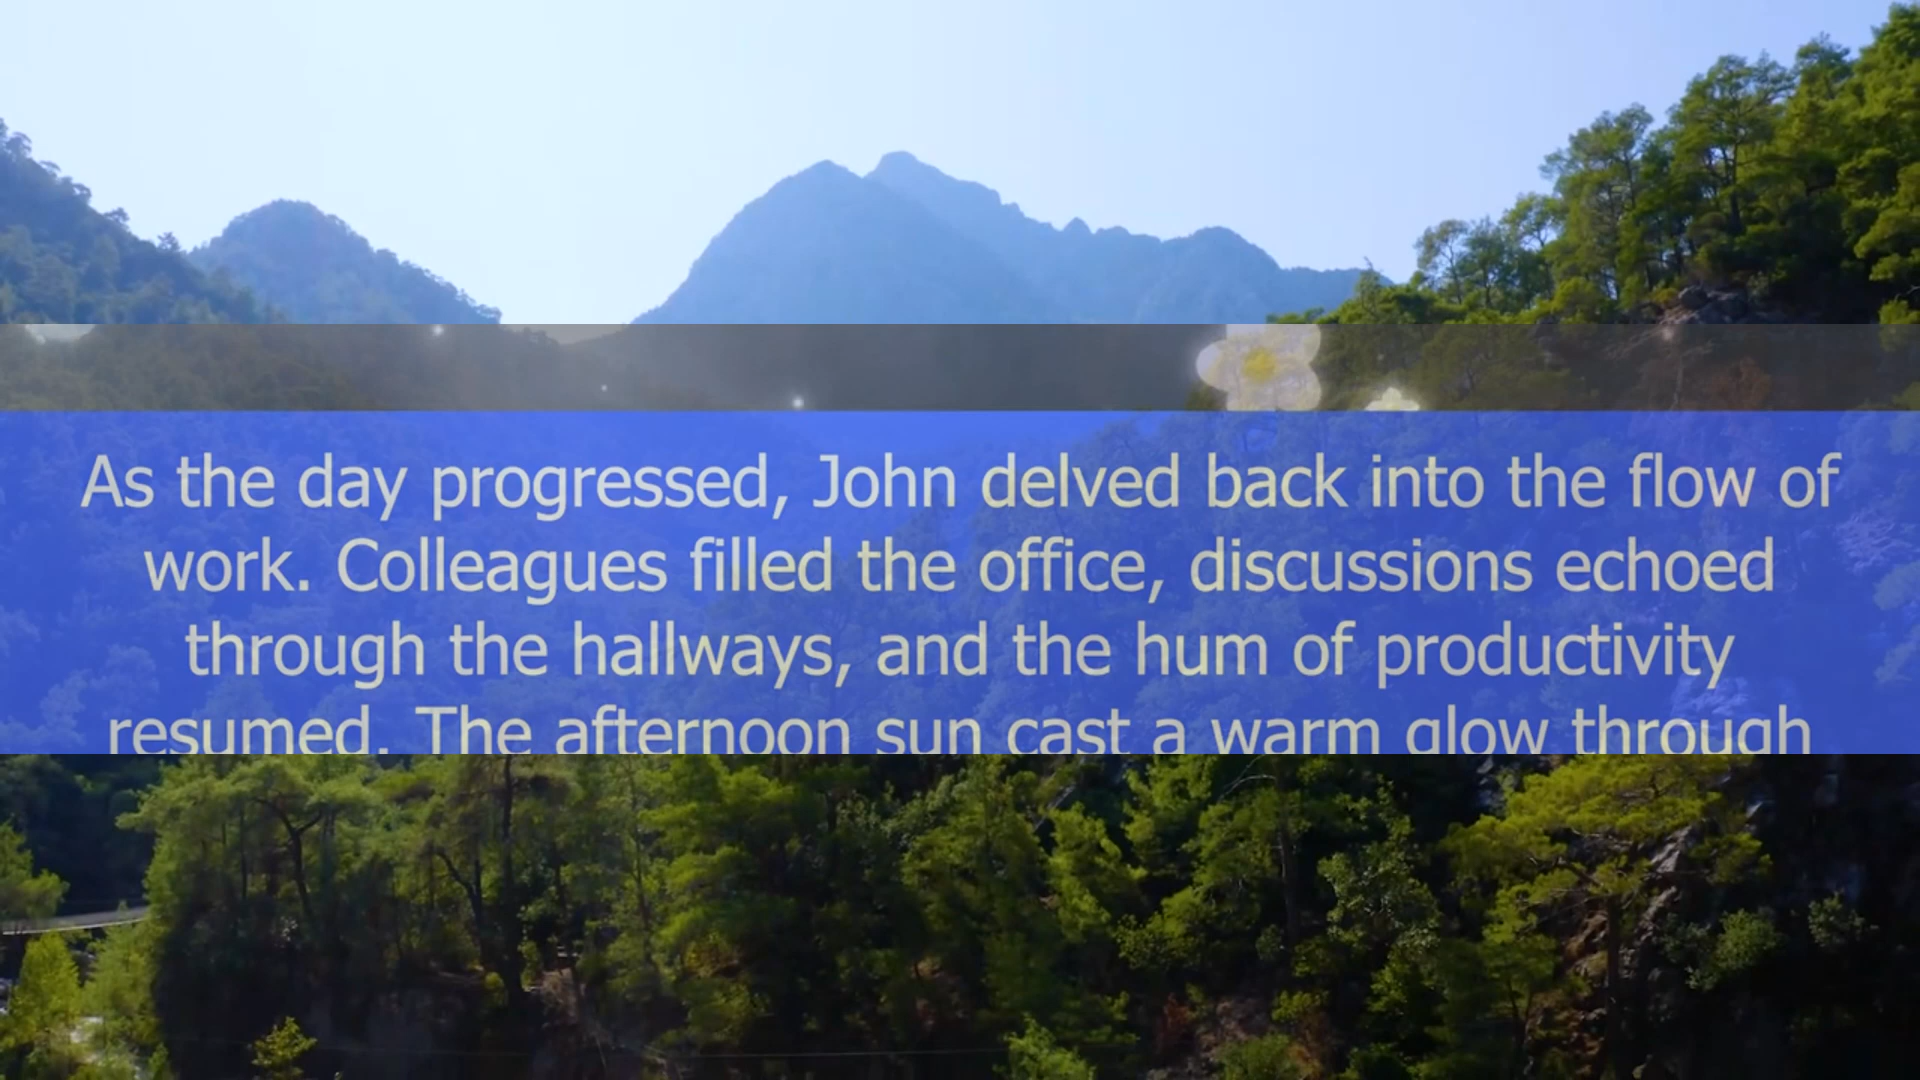 As the day progressed, John delved back into the flow of
work. Colleagues filled the office, discussions echoed
through the hallways, and the hum of productivity
resumed. The afternoon sun cast a warm glow through